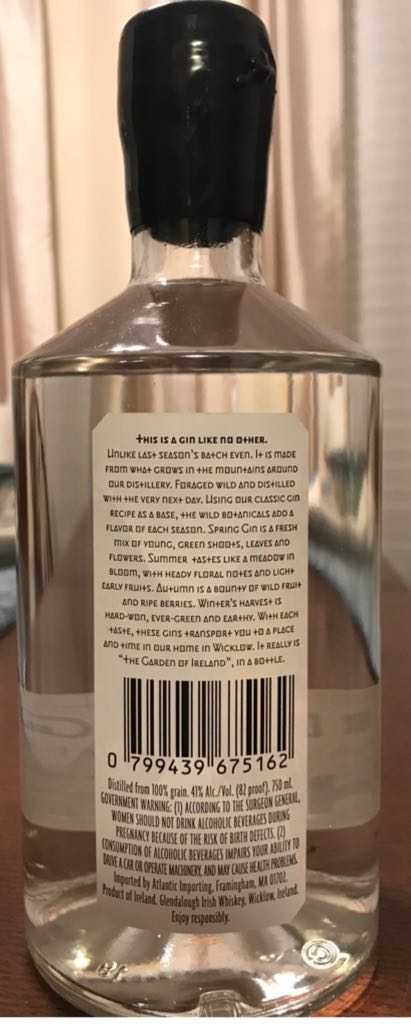 THIS IS A GIN LIKE NO OTHER.
UNLIKE LAST SEASON'S BATCH EVEN. IT IS MADE
FROM WHAT GROWS IN THE MOUNTAINS AROUND
OUR DISTILLERY. FORAGED WILD AND DISTILLED
WITH THE VERY NEXT DAY. USING OUR CLASSIC GIN
RECIPE AS A BASE, THE WILD BOTANICALS ADD A
FLAVOR OF EACH SEASON. SPRING GIN IS A FRESH
MIX OF YOUNG, GREEN SHOOTS, LEAVES AND
FLOWERS. SUMMER TASTES LIKE A MEADOW IN
BLOOM, WITH HEADY FLORAL NOTES AND LIGHT
EARLY FRUITS. AUTUMN IS A BOUNTY OF WILD FRUIT
AND RIPE BERRIES. WINTER'S HARVEST IS
HARD-WON, EVER-GREEN AND EARTHY. WITH EACH
TASTE, THESE GINS TRANSPORT YOU TO A PLACE
AND TIME IN OUR HOME IN WICKLOW. IT REALLY IS
"THE GARDEN OF IRELAND", IN A BOTTLE.
0 799439 675162
Distilled from 100% grain. 41% Alc./Vol. (82 proof). 750 ml.
GOVERNMENT WARNING: (1) ACCORDING TO THE SURGEON GENERAL,
WOMEN SHOULD NOT DRINK ALCOHOLIC BEVERAGES DURING
PREGNANCY BECAUSE OF THE RISK OF BIRTH DEFECTS. (2)
CONSUMPTION OF ALCOHOLIC BEVERAGES IMPAIRS YOUR ABILITY TO
DRIVE A CAR OR OPERATE MACHINERY, AND MAY CAUSE HEALTH PROBLEMS.
Imported by Atlantic Importing, Framingham, MA 01702.
Product of Ireland. Glendalough Irish Whiskey, Wicklow, Ireland.
Enjoy responsibly.